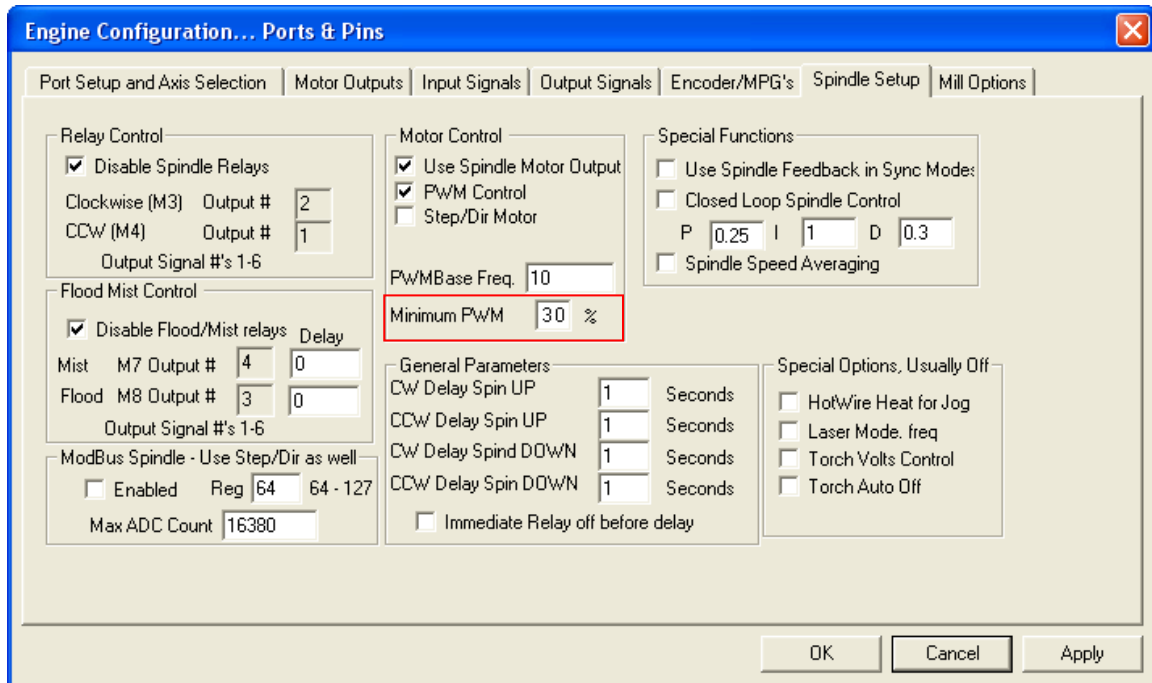 Engine Configuration... Ports & Pins
Port Setup and Axis Selection
Motor Outputs
Input Signals
Output Signals
Encoder/MPG's
Spindle Setup
Mill Options
Relay Control
Disable Spindle Relays
Clockwise (M3) Output # 2
CCW (M4) Output # 1
Output Signal #'s 1-6
Flood Mist Control
Disable Flood/Mist relays Delay
Mist M7 Output # 4 0
Flood M8 Output # 3 0
Output Signal #'s 1-6
ModBus Spindle - Use Step/Dir as well
Enabled Reg 64 64 - 127
Max ADC Count 16380
Motor Control
Use Spindle Motor Output
PWM Control
Step/Dir Motor
PWMBase Freq. 10
Minimum PWM 30 %
General Parameters
CW Delay Spin UP 1 Seconds
CCW Delay Spin UP 1 Seconds
CW Delay Spind DOWN 1 Seconds
CCW Delay Spin DOWN 1 Seconds
Immediate Relay off before delay
Special Functions
Use Spindle Feedback in Sync Modes
Closed Loop Spindle Control
P 0.25 I 1 D 0.3
Spindle Speed Averaging
Special Options, Usually Off
HotWire Heat for Jog
Laser Mode. freq
Torch Volts Control
Torch Auto Off
OK
Cancel
Apply